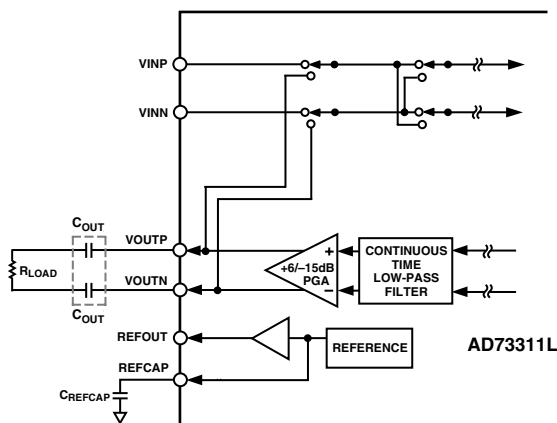 VINP
VINN
VOUTP
COUT
RLOAD
VOUTN
COUT
+
+6/–15dB
PGA
–
CONTINUOUS
TIME
LOW-PASS
FILTER
REFOUT
REFERENCE
AD73311L
REFCAP
CREFCAP